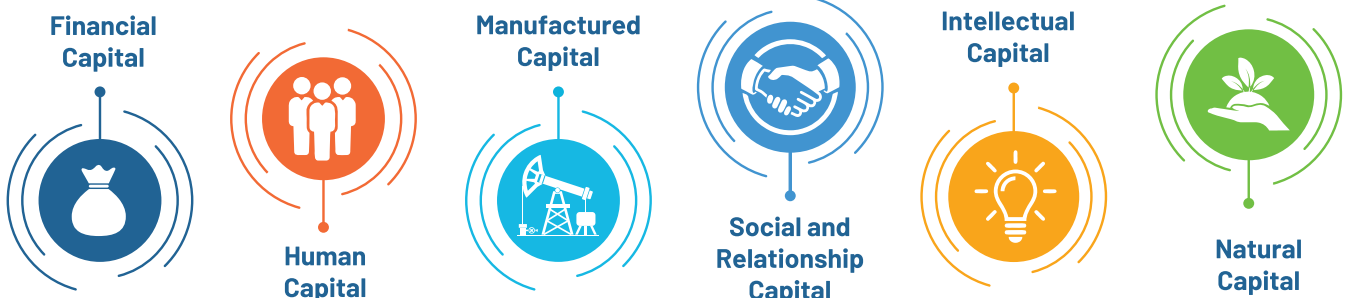 Financial
Capital
Human
Capital
Manufactured
Capital
Social and
Relationship
Capital
Intellectual
Capital
Natural
Capital